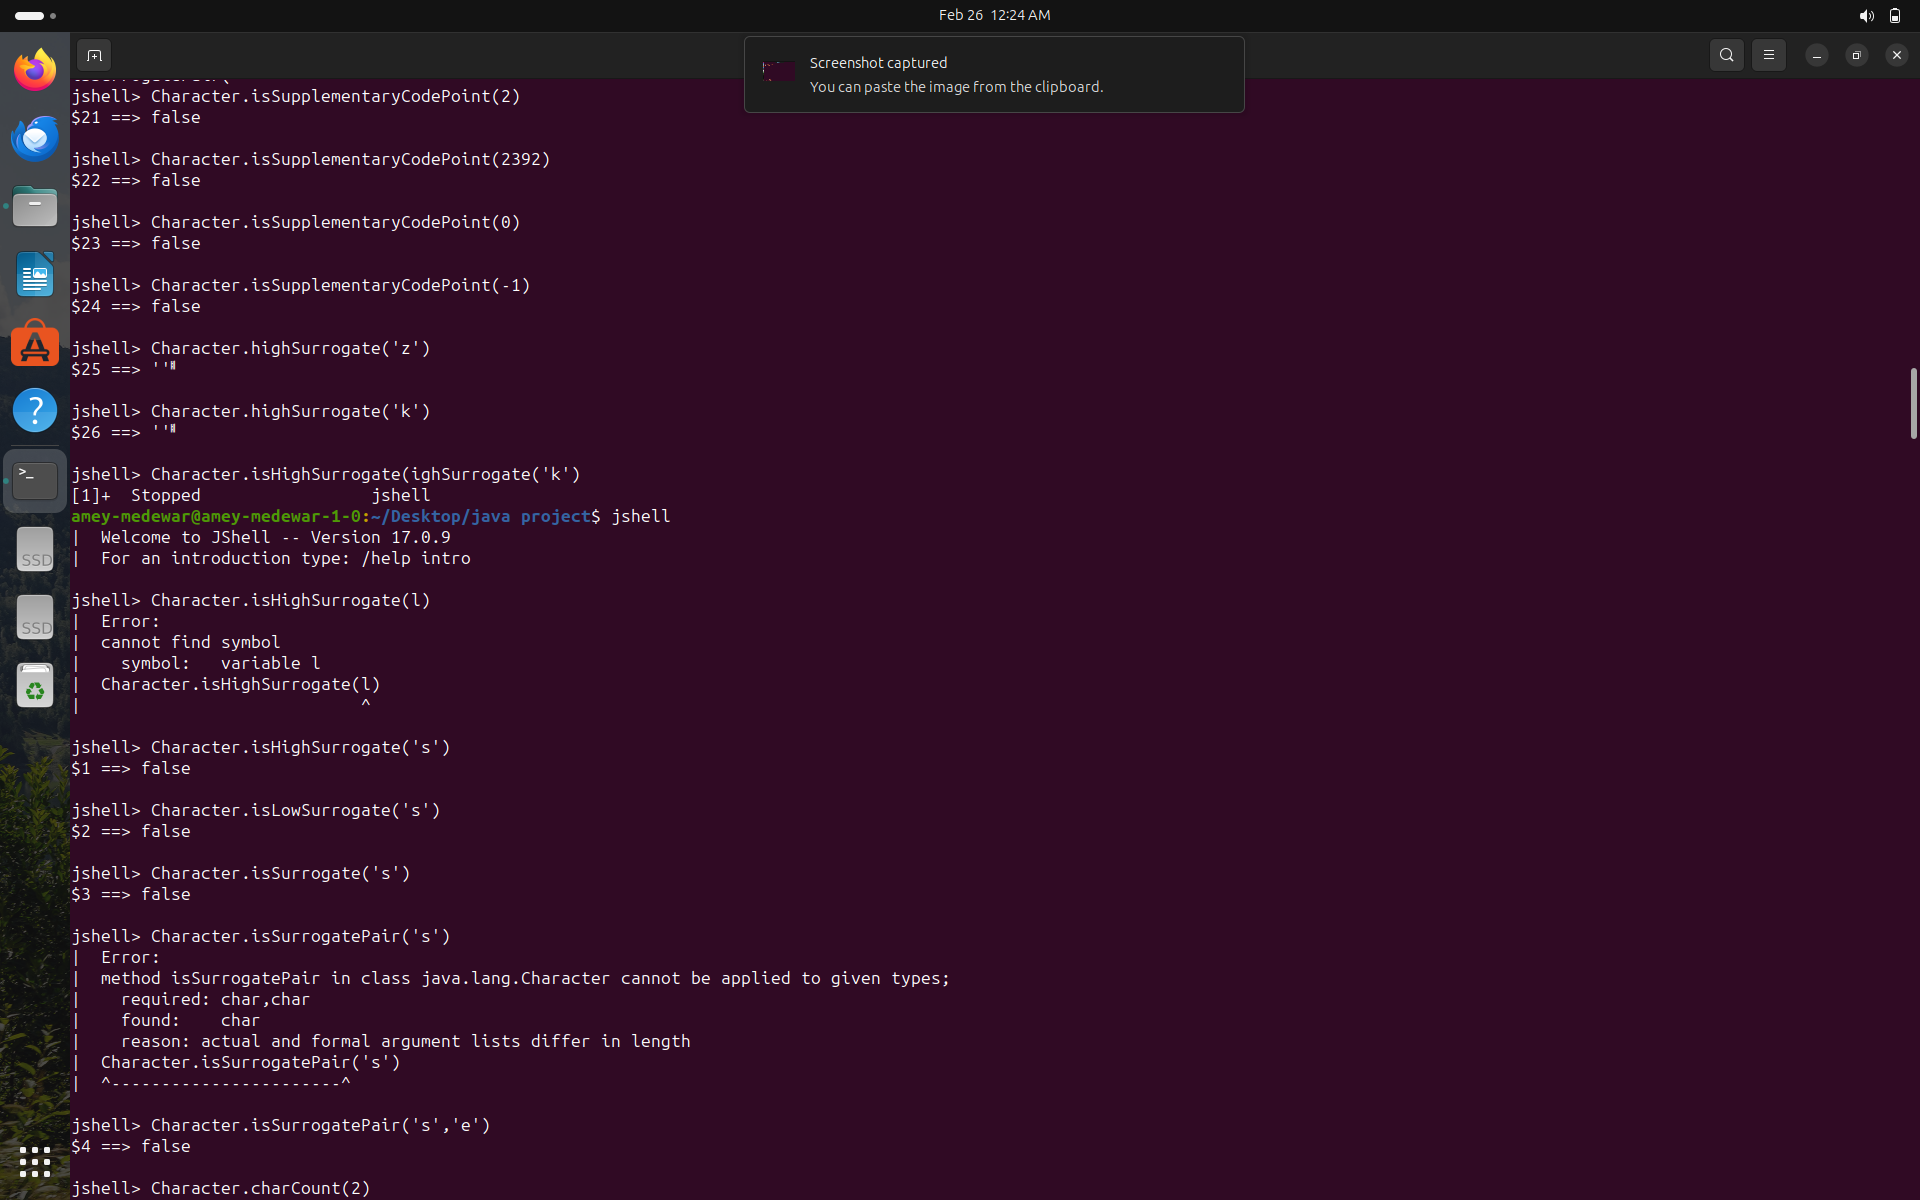 Feb 26 12:24 AM
Screenshot captured
You can paste the image from the clipboard.
jshell> Character.isSupplementaryCodePoint(2)
$21 ==> false
jshell> Character.isSupplementaryCodePoint(2392)
$22 ==> false
jshell> Character.isSupplementaryCodePoint(0)
$23 ==> false
jshell> Character.isSupplementaryCodePoint(-1)
$24 ==> false
jshell> Character.highSurrogate('z')
$25 ==> ''
jshell> Character.highSurrogate('k')
$26 ==> ''
jshell> Character.isHighSurrogate(ighSurrogate('k')
[1]+  Stopped                 jshell
amey-medewar@amey-medewar-1-0:~/Desktop/java project$ jshell
|  Welcome to JShell -- Version 17.0.9
|  For an introduction type: /help intro
jshell> Character.isHighSurrogate(l)
|  Error:
|  cannot find symbol
|    symbol:   variable l
|  Character.isHighSurrogate(l)
|                            ^
jshell> Character.isHighSurrogate('s')
$1 ==> false
jshell> Character.isLowSurrogate('s')
$2 ==> false
jshell> Character.isSurrogate('s')
$3 ==> false
jshell> Character.isSurrogatePair('s')
|  Error:
|  method isSurrogatePair in class java.lang.Character cannot be applied to given types;
|    required: char,char
|    found:    char
|    reason: actual and formal argument lists differ in length
|  Character.isSurrogatePair('s')
|  ^-----------------------^
jshell> Character.isSurrogatePair('s','e')
$4 ==> false
jshell> Character.charCount(2)
SSD
SSD